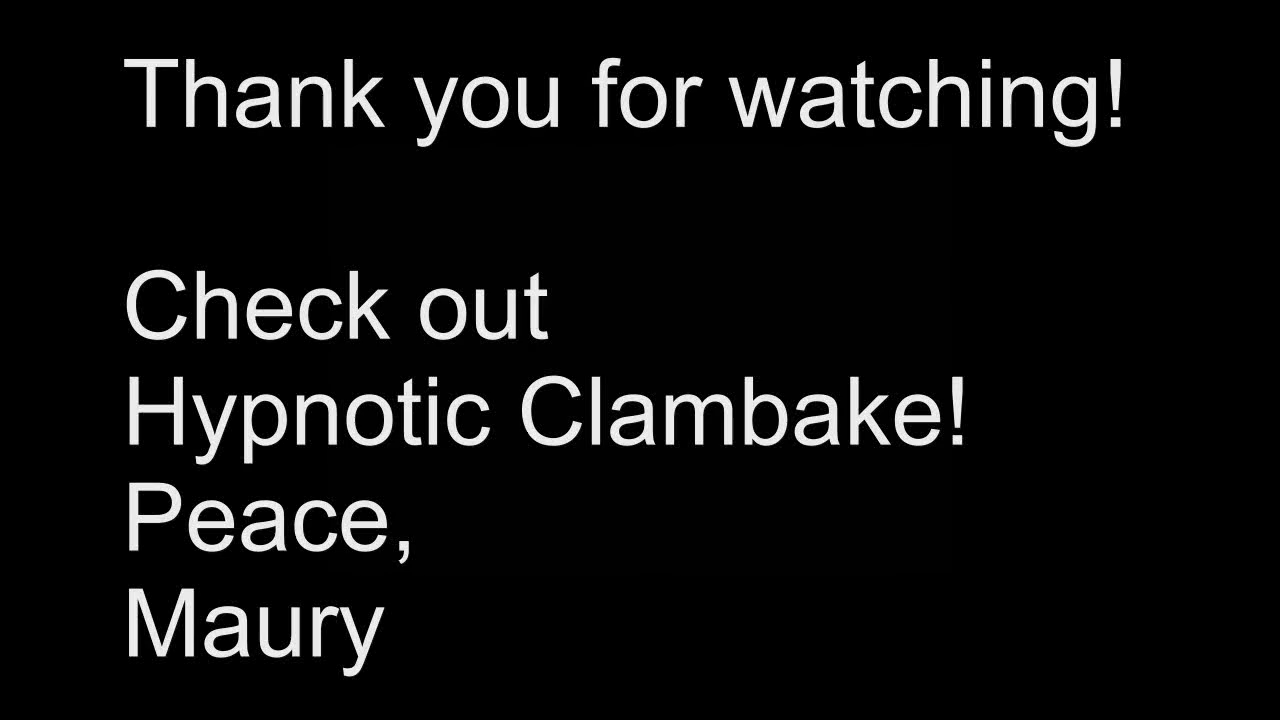 Thank you for watching!
Check out
Hypnotic Clambake!
Peace,
Maury